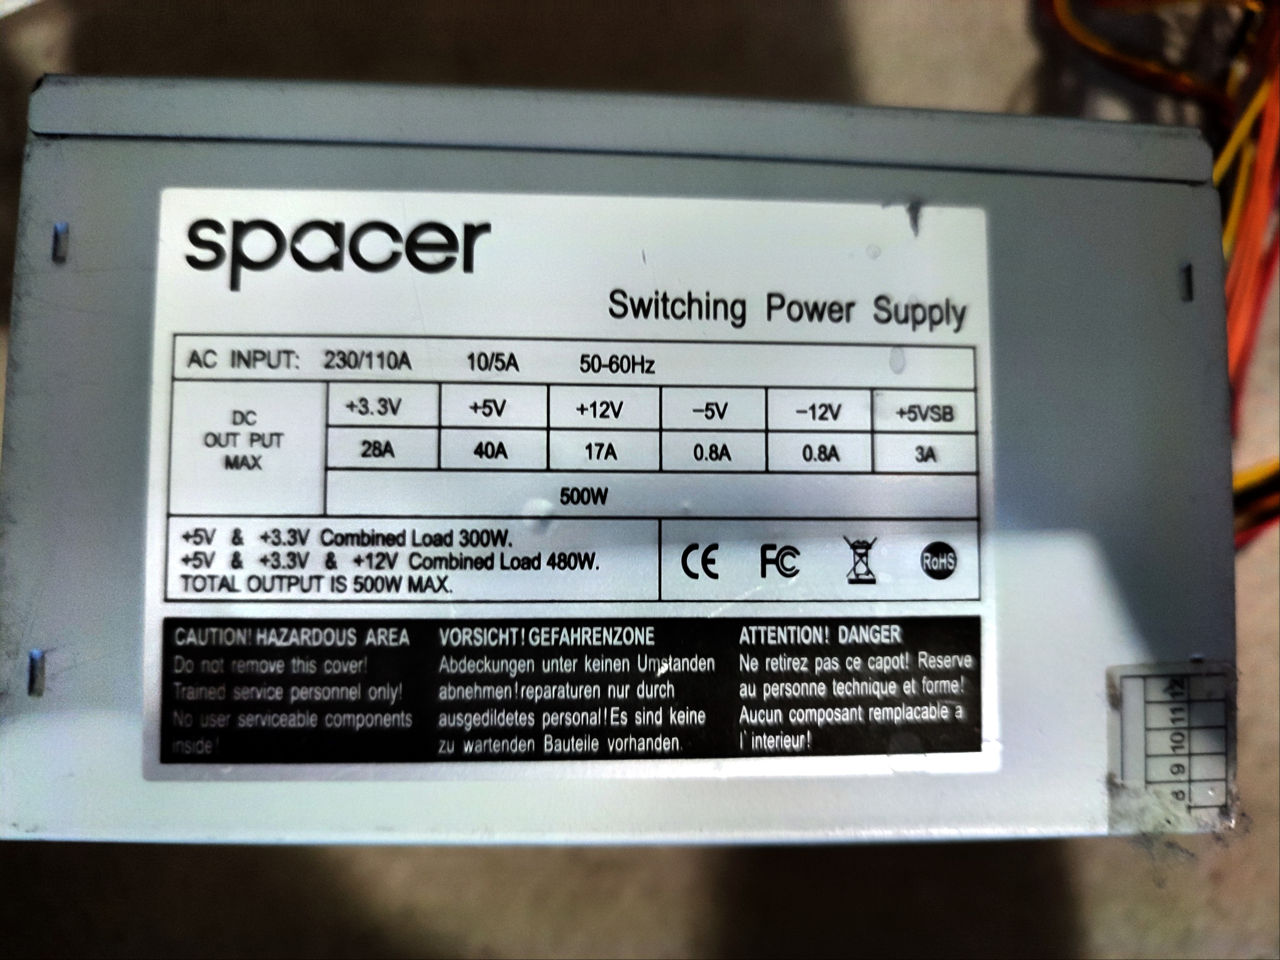 spacer
Switching Power Supply
AC INPUT: 230/110A 10/5A 50-60Hz
DC OUT PUT MAX
+3.3V +5V +12V -5V -12V +5VSB
28A 40A 17A 0.8A 0.8A 3A
500W
+5V & +3.3V Combined Load 300W.
+5V & +3.3V & +12V Combined Load 480W.
TOTAL OUTPUT IS 500W MAX.
CE FC RoHS
CAUTION! HAZARDOUS AREA
Do not remove this cover!
Trained service personnel only!
No user serviceable components
inside!
VORSICHT! GEFAHRENZONE
Abdeckungen unter keinen Umstanden
abnehmen!reparaturen nur durch
ausgedildetes personal!Es sind keine
zu wartenden Bauteile vorhanden.
ATTENTION! DANGER
Ne retirez pas ce capot! Reserve
au personne technique et forme!
Aucun composant remplacable a
l'interieur!
8 9 10 11 12